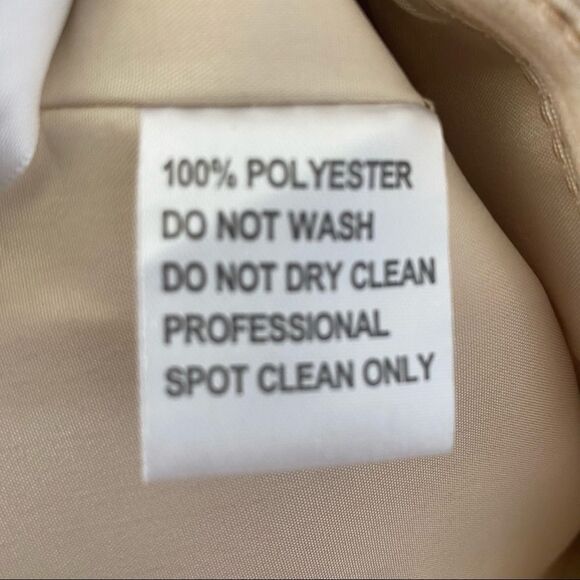 100% POLYESTER
DO NOT WASH
DO NOT DRY CLEAN
PROFESSIONAL
SPOT CLEAN ONLY